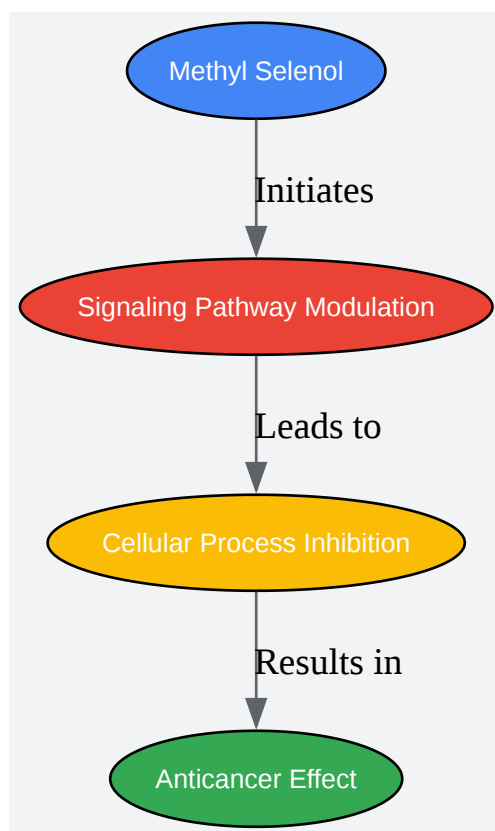 Methyl Selenol
Initiates
Signaling Pathway Modulation
Leads to
Cellular Process Inhibition
Results in
Anticancer Effect